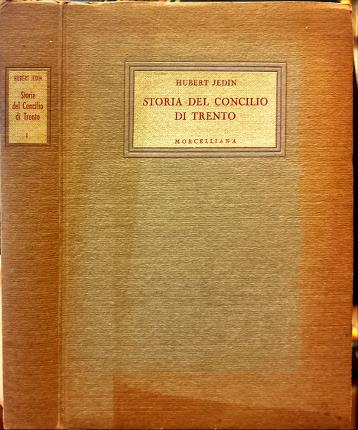 HUBERT JEDIN
Storia
del Concilio
di Trento
I
HUBERT JEDIN
STORIA DEL CONCILIO
DI TRENTO
MORCELLIANA